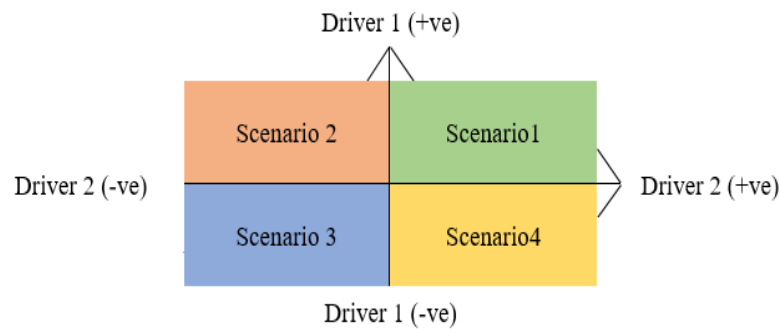 Driver 1 (+ve)
Scenario 2
Scenario1
Driver 2 (-ve)
Driver 2 (+ve)
Scenario 3
Scenario4
Driver 1 (-ve)